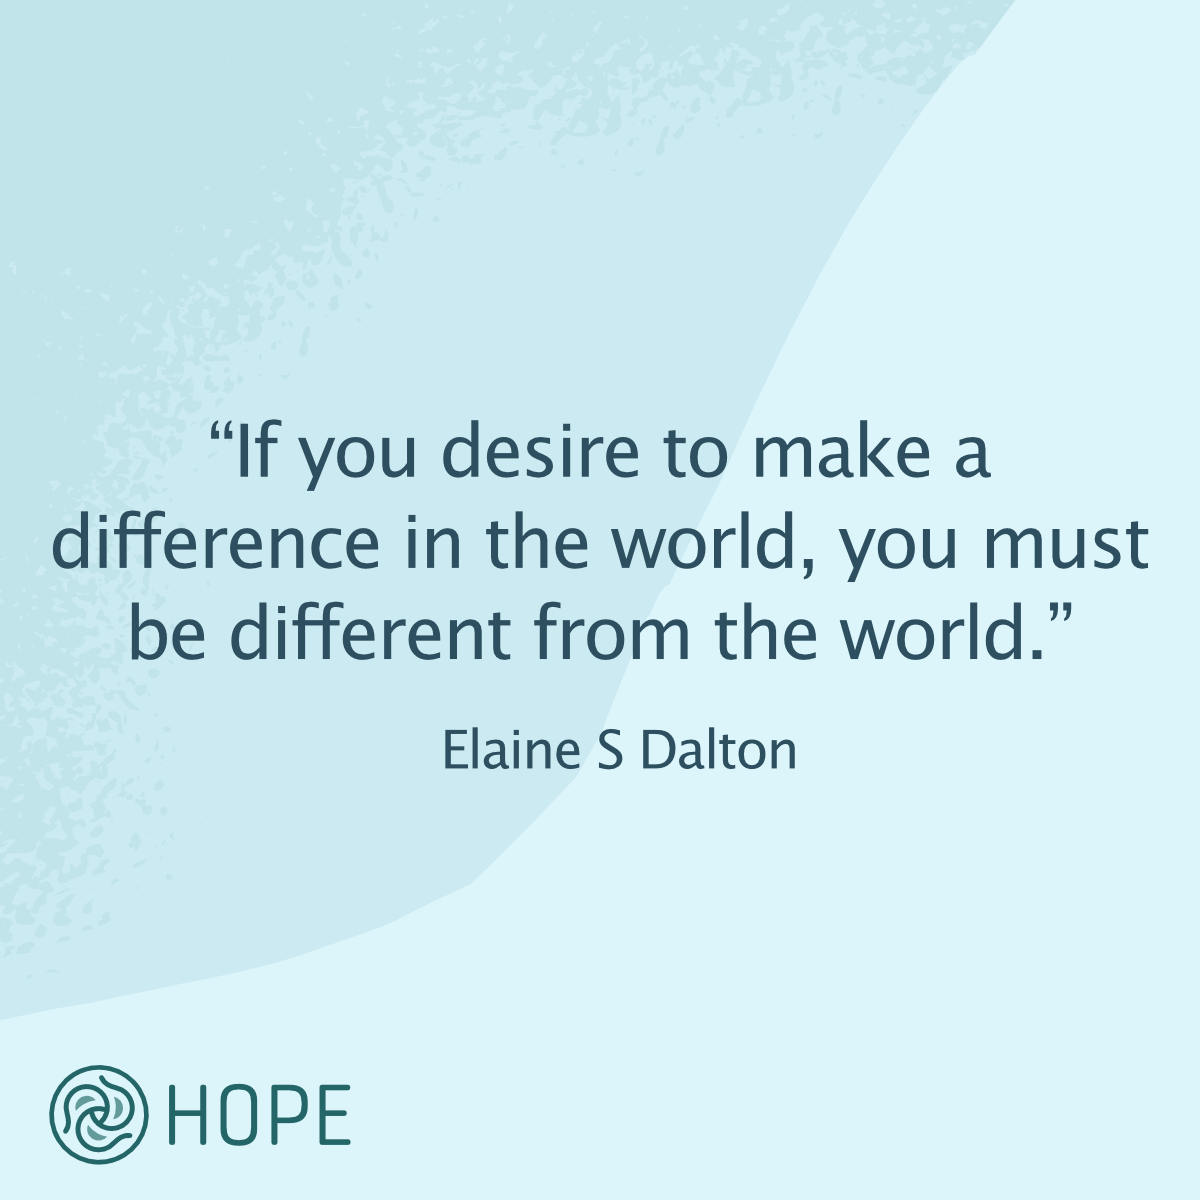 “If you desire to make a
difference in the world, you must
be different from the world.”
Elaine S Dalton
HOPE